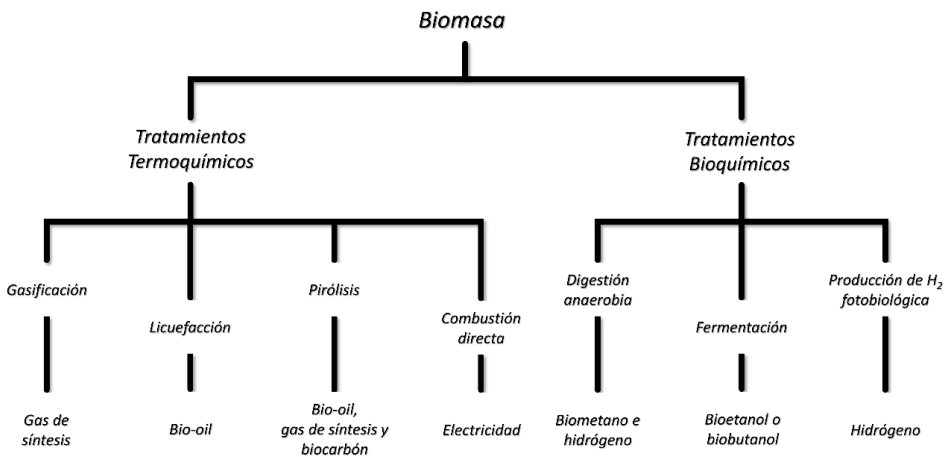 Biomasa
Tratamientos
Termoquímicos
Tratamientos
Bioquímicos
Gasificación
Licuefacción
Pirólisis
Combustión
directa
Digestión
anaerobia
Fermentación
Producción de H₂
fotobiológica
Gas de
síntesis
Bio-oil
Bio-oil,
gas de síntesis y
biocarbón
Electricidad
Biometano e
hidrógeno
Bioetanol o
biobutanol
Hidrógeno